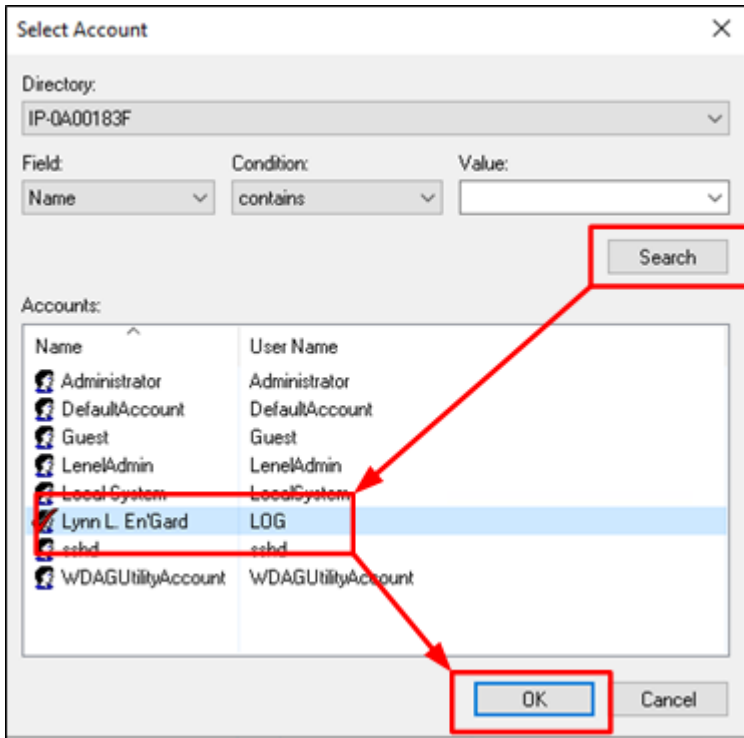 Select Account
Directory:
IP-0A00183F
Field: Condition: Value:
Name contains
Search
Accounts:
Name User Name
Administrator Administrator
DefaultAccount DefaultAccount
Guest Guest
LenelAdmin LenelAdmin
Local System LocalSystem
Lynn L. En'Gard LOG
sshd sshd
WDAGUtilityAccount WDAGUtilityAccount
OK Cancel